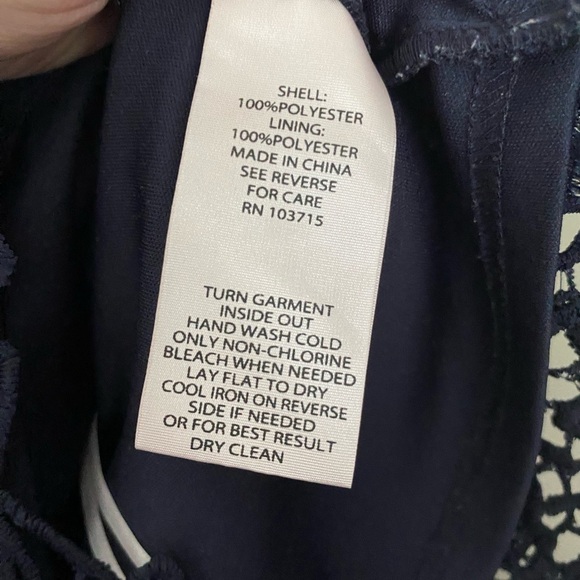 SHELL:
100%POLYESTER
LINING:
100%POLYESTER
MADE IN CHINA
SEE REVERSE
FOR CARE
RN 103715
TURN GARMENT
INSIDE OUT
HAND WASH COLD
ONLY NON-CHLORINE
BLEACH WHEN NEEDED
LAY FLAT TO DRY
COOL IRON ON REVERSE
SIDE IF NEEDED
OR FOR BEST RESULT
DRY CLEAN